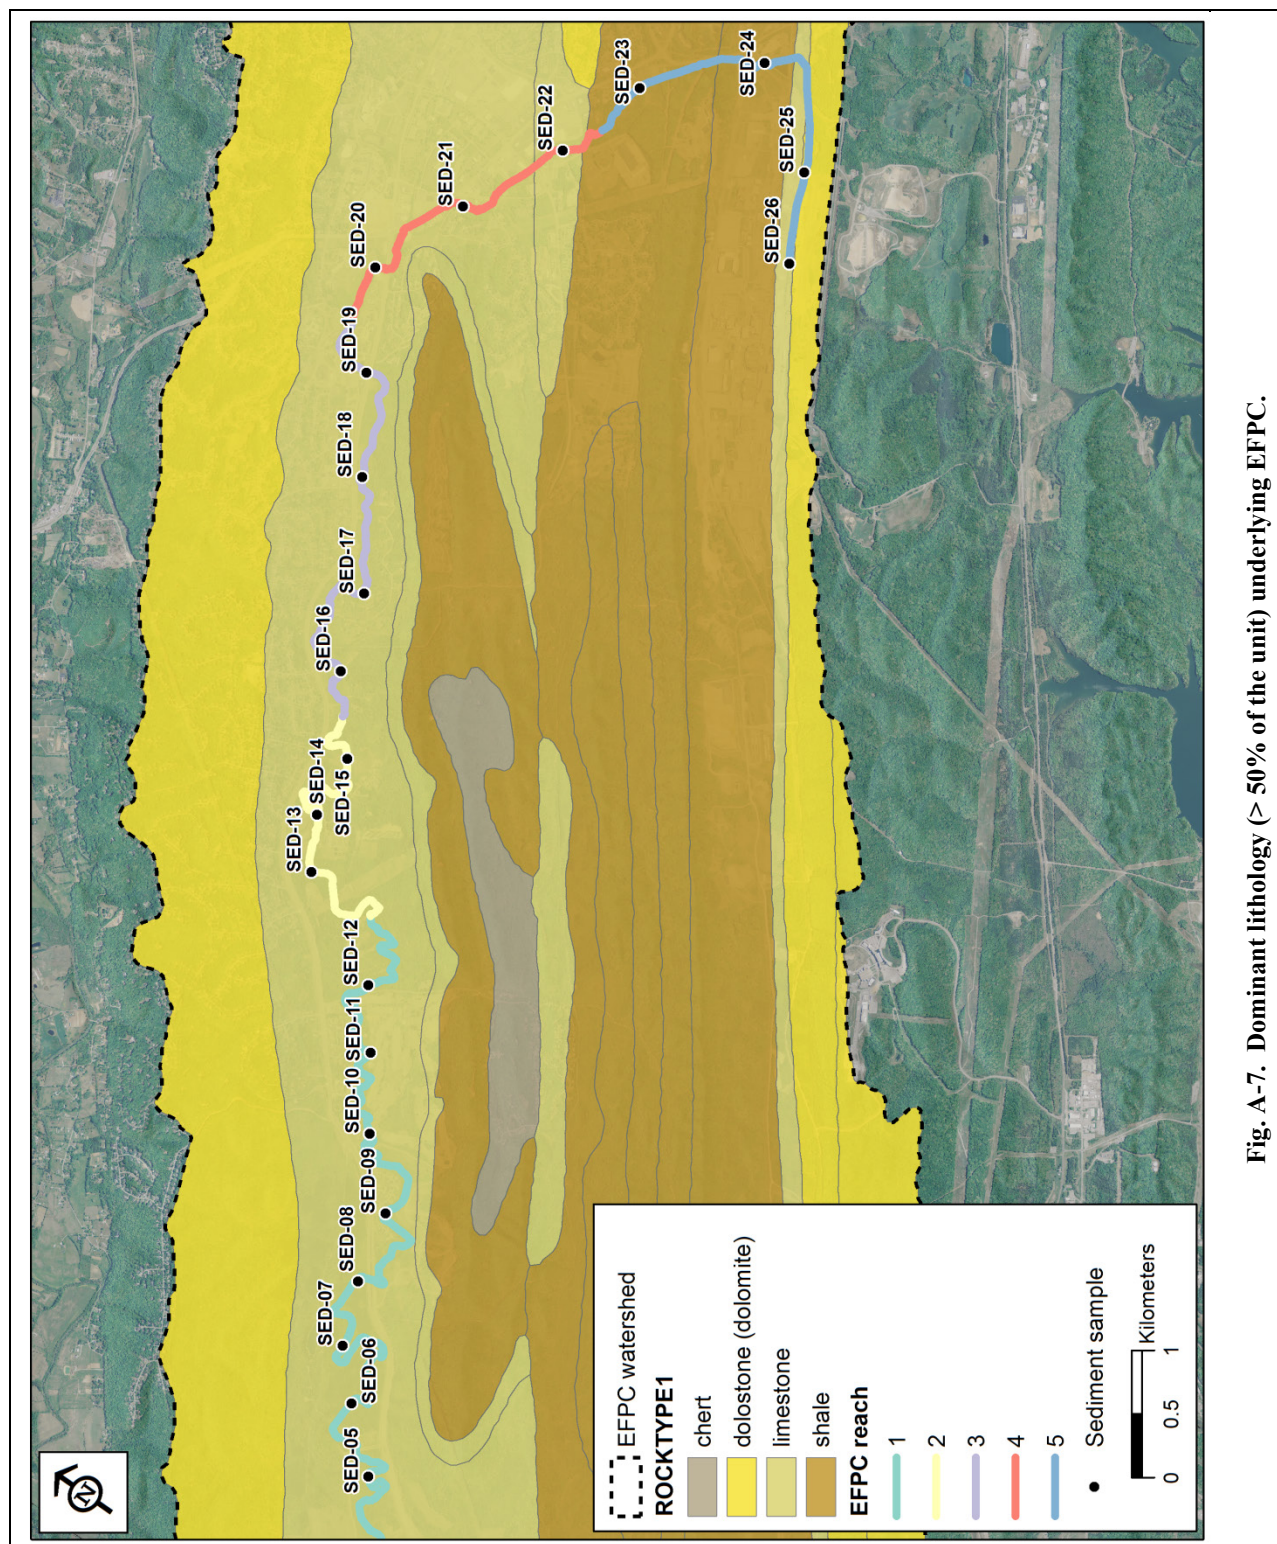 N
SED-05
SED-06
SED-07
SED-08
SED-09
SED-10
SED-11
SED-12
SED-13
SED-14
SED-15
SED-16
SED-17
SED-18
SED-19
SED-20
SED-21
SED-22
SED-23
SED-24
SED-25
SED-26
EFPC watershed
ROCKTYPE1
chert
dolostone (dolomite)
limestone
shale
EFPC reach
1
2
3
4
5
Sediment sample
0 0.5 1
Kilometers
Fig. A-7. Dominant lithology (> 50% of the unit) underlying EFPC.